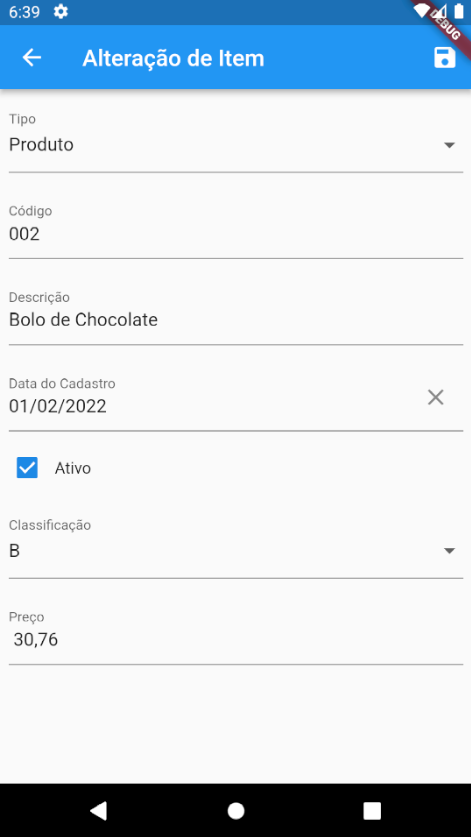 6:39
DEBUG
Alteração de Item
Tipo
Produto
Código
002
Descrição
Bolo de Chocolate
Data do Cadastro
01/02/2022
Ativo
Classificação
B
Preço
30,76